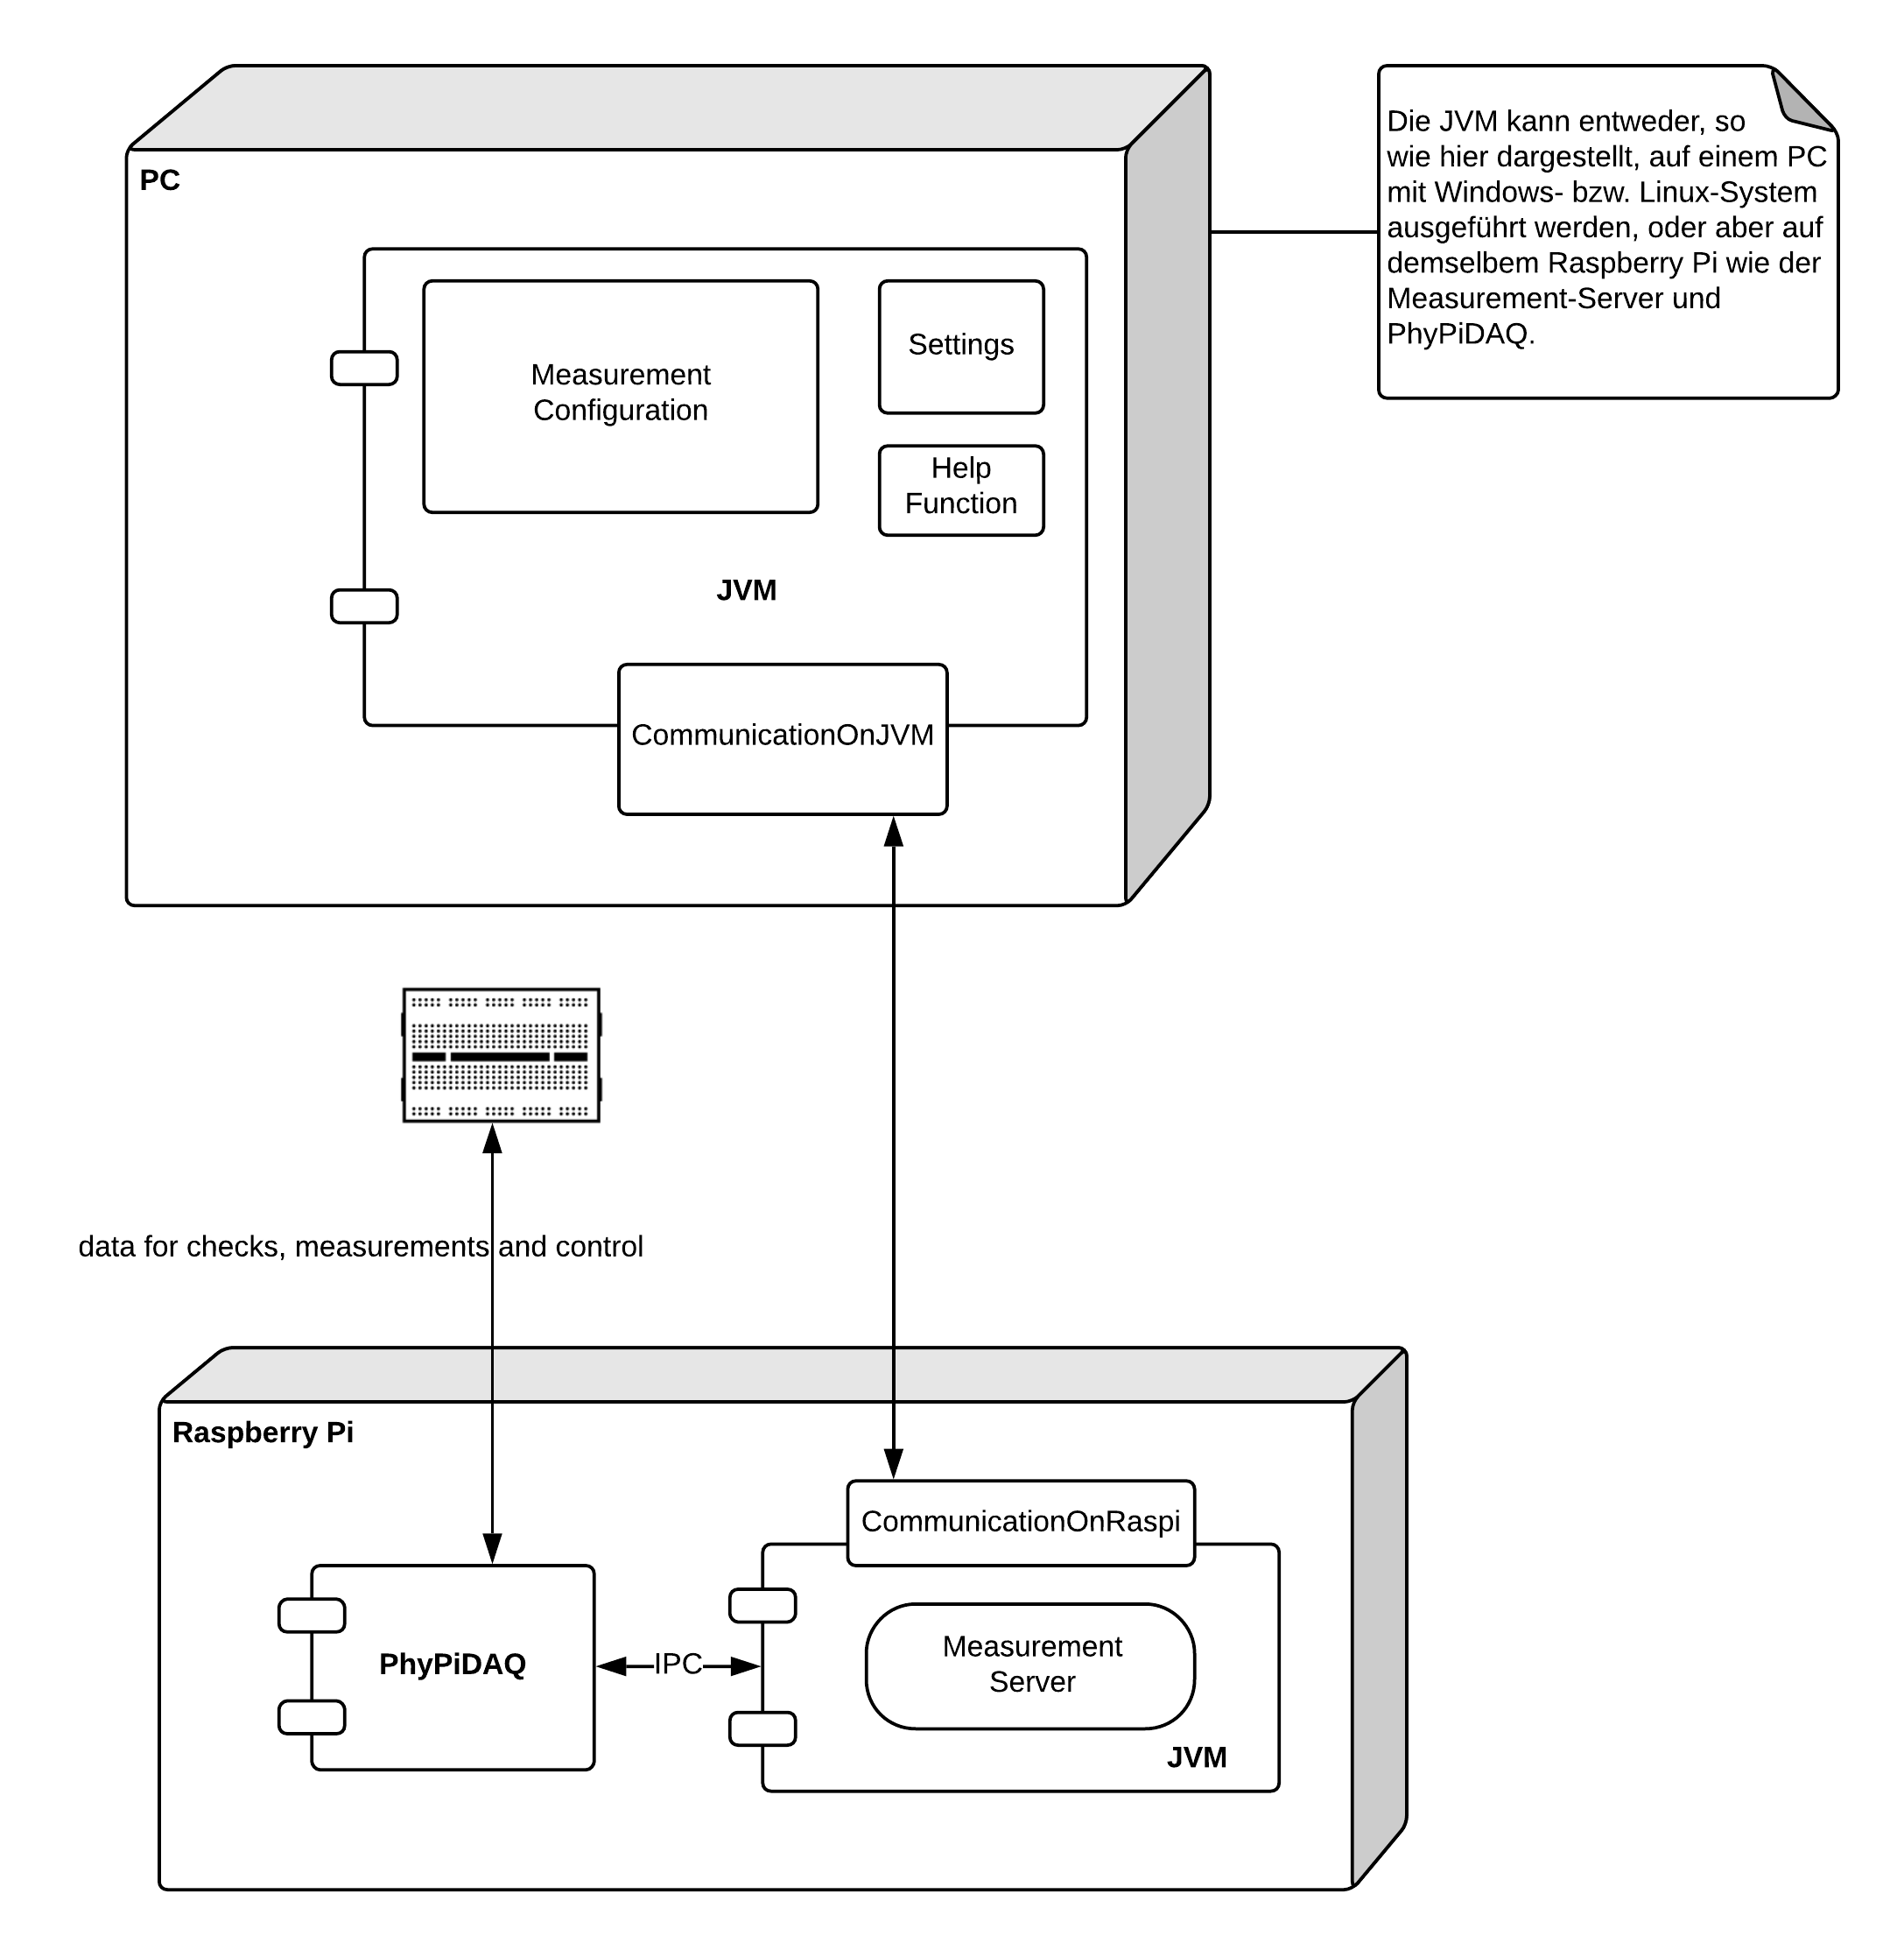 PC
Die JVM kann entweder, so
wie hier dargestellt, auf einem PC
mit Windows- bzw. Linux-System
ausgeführt werden, oder aber auf
demselbem Raspberry Pi wie der
Measurement-Server und
PhyPiDAQ.
Measurement
Configuration
Settings
Help
Function
JVM
CommunicationOnJVM
data for checks, measurements and control
Raspberry Pi
CommunicationOnRaspi
PhyPiDAQ
IPC
Measurement
Server
JVM